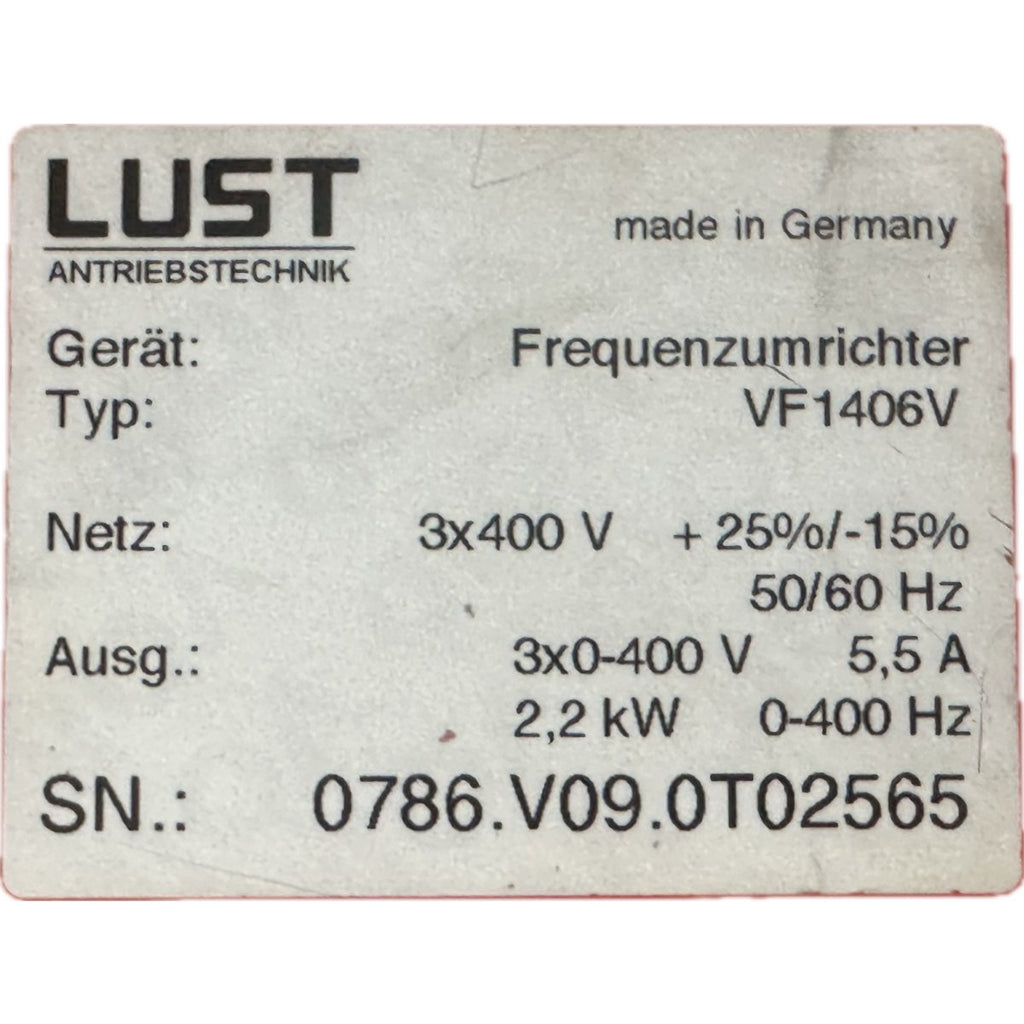 LUST
ANTRIEBSTECHNIK
made in Germany
Gerät: Frequenzumrichter
Typ: VF1406V
Netz: 3x400 V + 25%/-15%
50/60 Hz
Ausg.: 3x0-400 V 5,5 A
2,2 kW 0-400 Hz
SN.: 0786.V09.0T02565